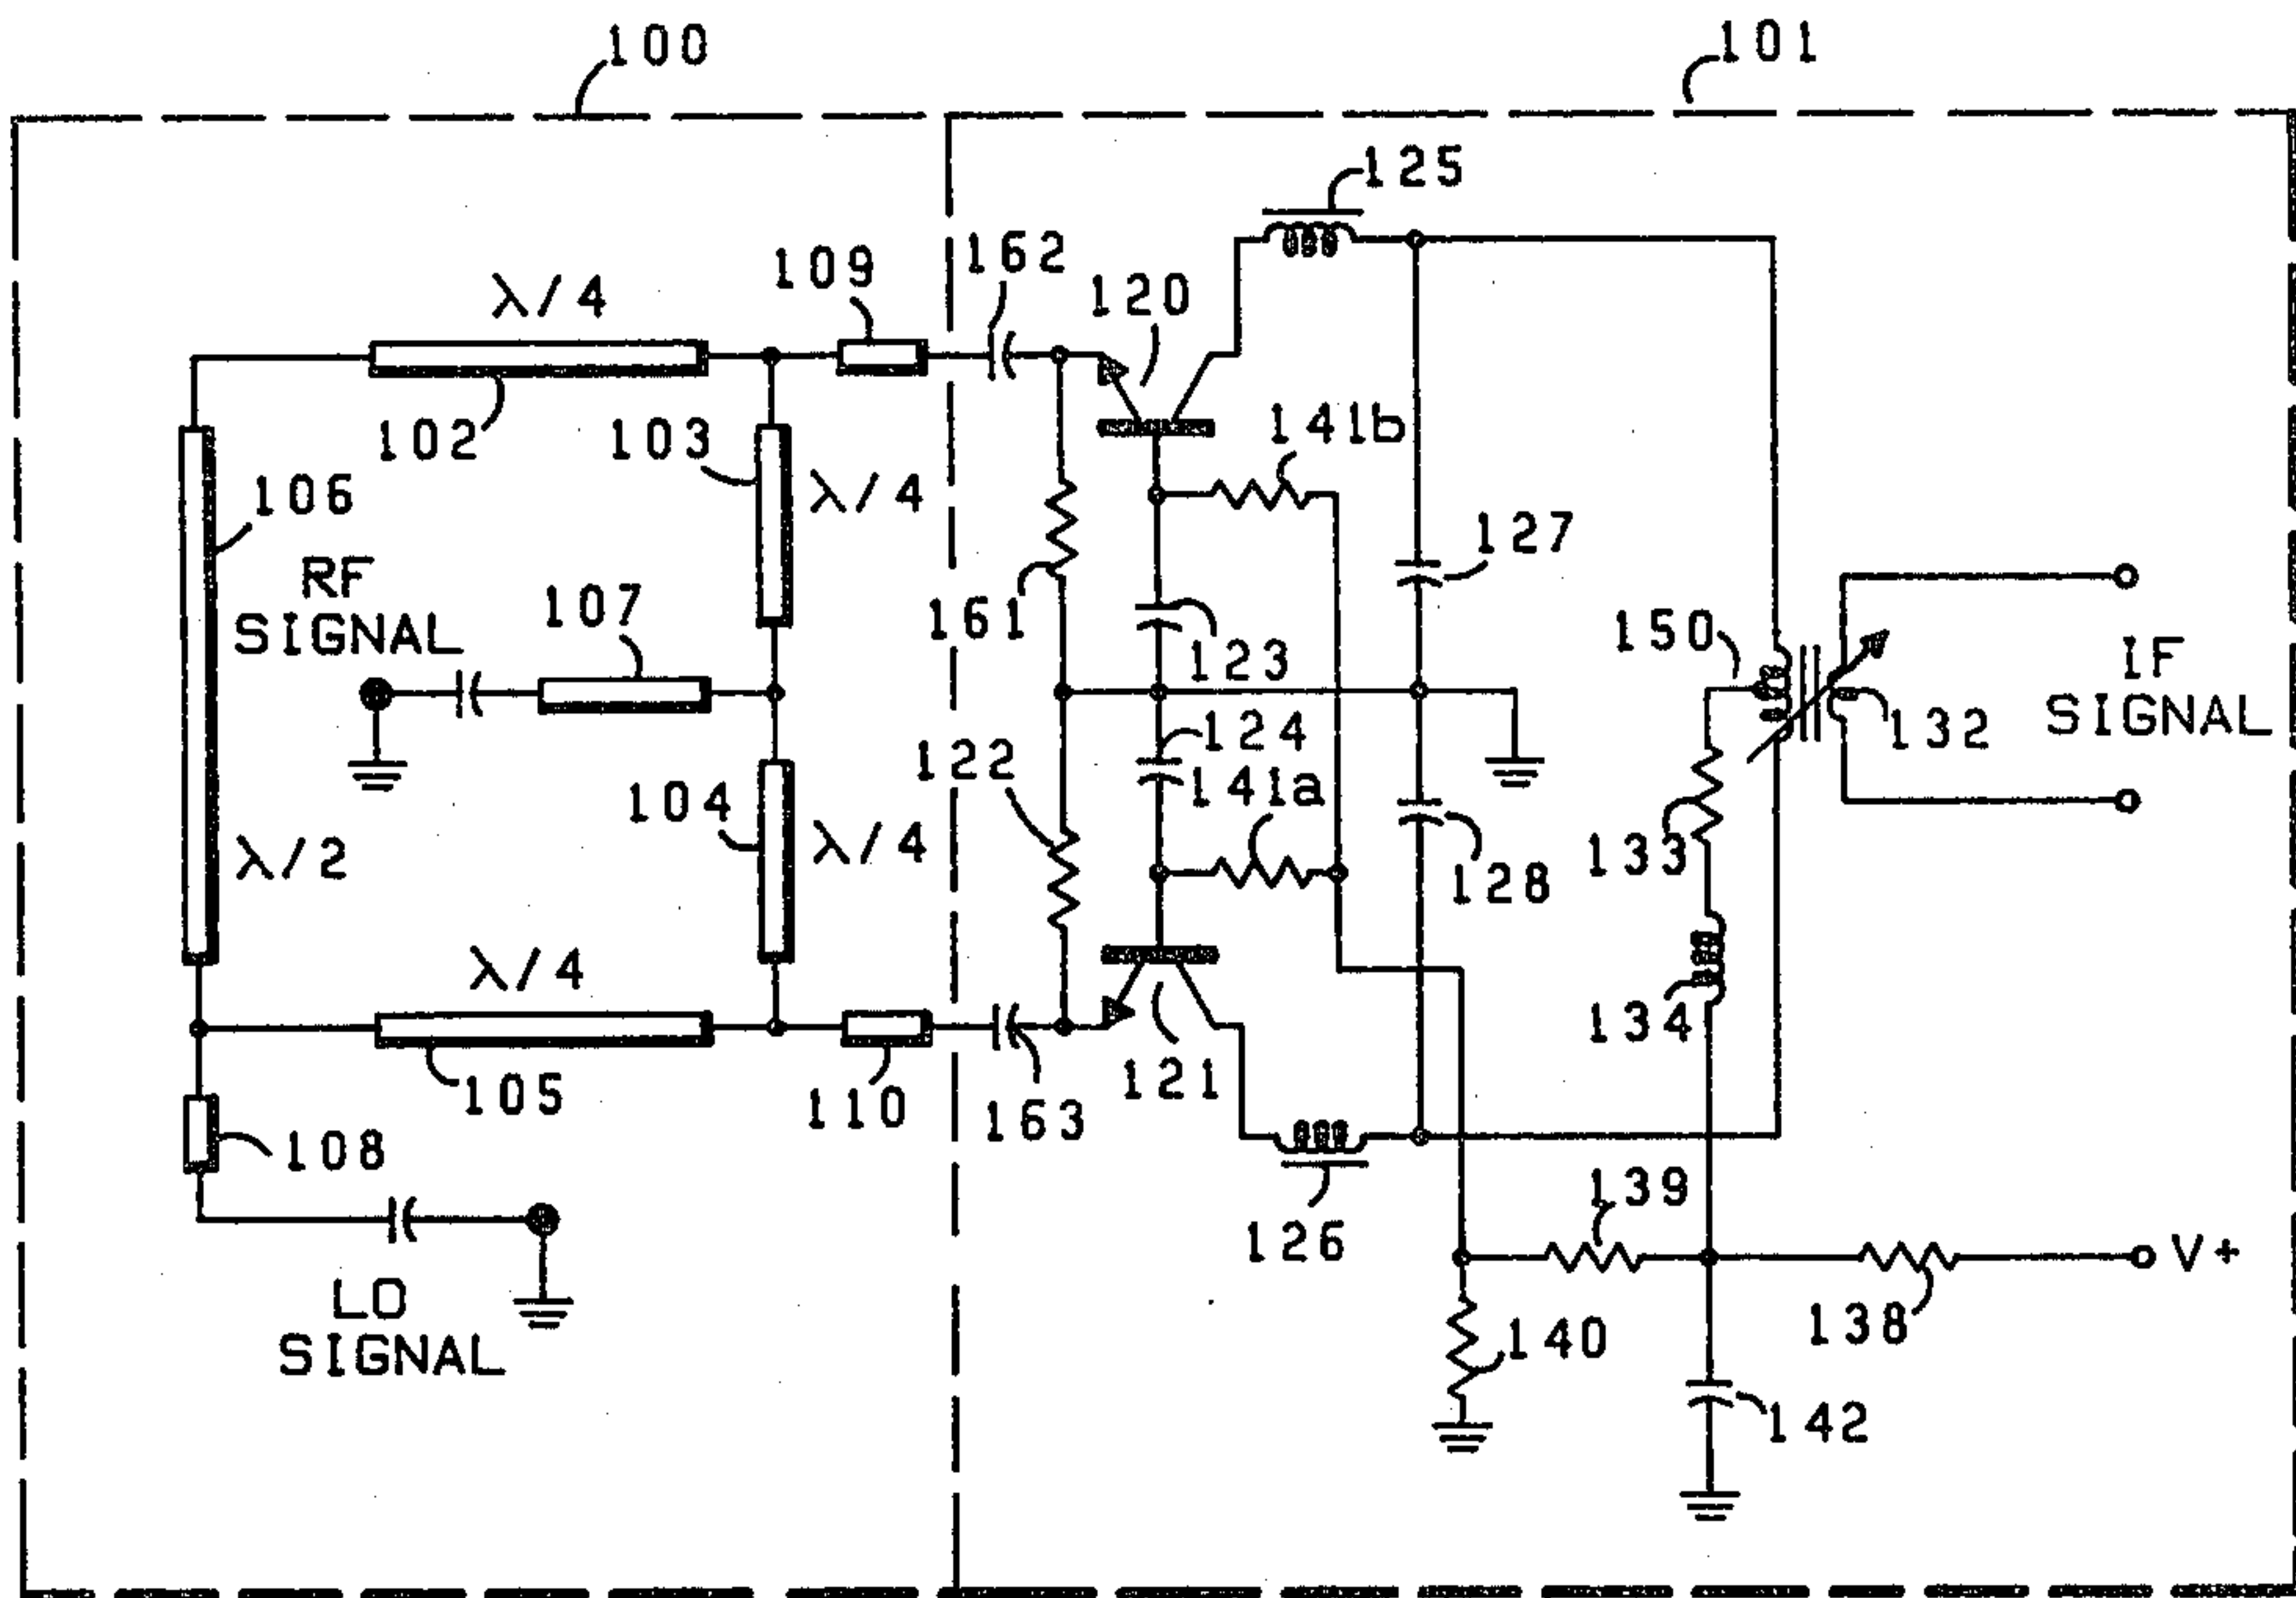 100
101
125
162
109
120
λ/4
102
103
141b
106
λ/4
127
RF
SIGNAL
107
161
123
150
IF
SIGNAL
132
124
122
141a
104
λ/4
133
λ/2
128
λ/4
134
105
110
163
121
108
126
139
V+
LO
SIGNAL
140
138
142